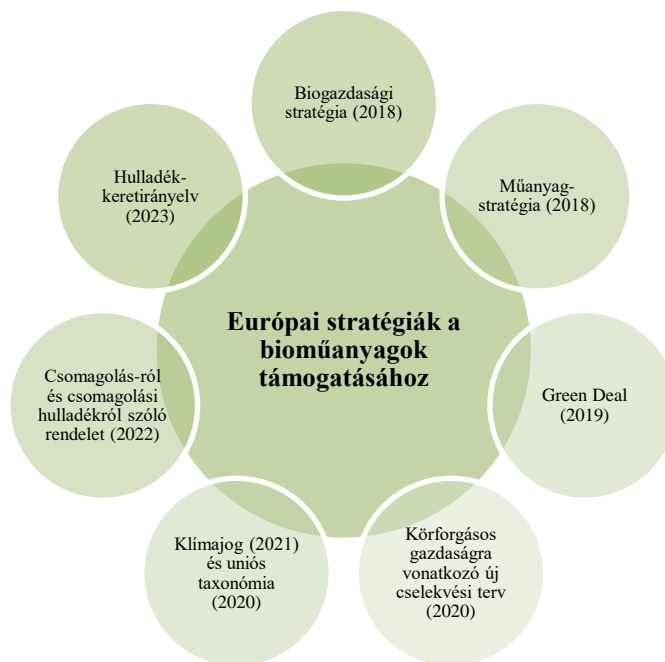 Biogazdasági
stratégia (2018)
Műanyag-
stratégia (2018)
Green Deal
(2019)
Körforgásos
gazdaságra
vonatkozó új
cselekvési terv
(2020)
Klímajog (2021)
és uniós
taxonómia
(2020)
Csomagolás-ról
és csomagolási
hulladékról szóló
rendelet (2022)
Hulladék-
keretirányelv
(2023)
Európai stratégiák a
bioműanyagok
támogatásához